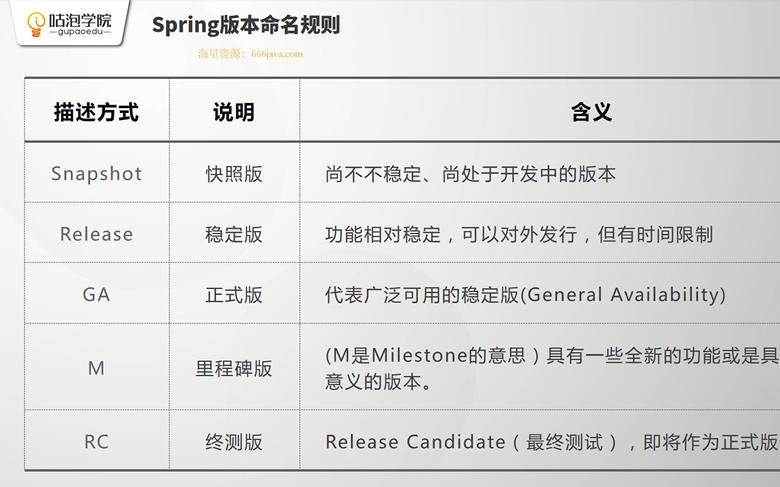 咕泡学院
gupaoedu
Spring版本命名规则
海量资源：666java.com
描述方式 说明 含义
Snapshot 快照版 尚不不稳定、尚处于开发中的版本
Release 稳定版 功能相对稳定，可以对外发行，但有时间限制
GA 正式版 代表广泛可用的稳定版(General Availability)
M 里程碑版 (M是Milestone的意思）具有一些全新的功能或是具
意义的版本。
RC 终测版 Release Candidate（最终测试），即将作为正式版